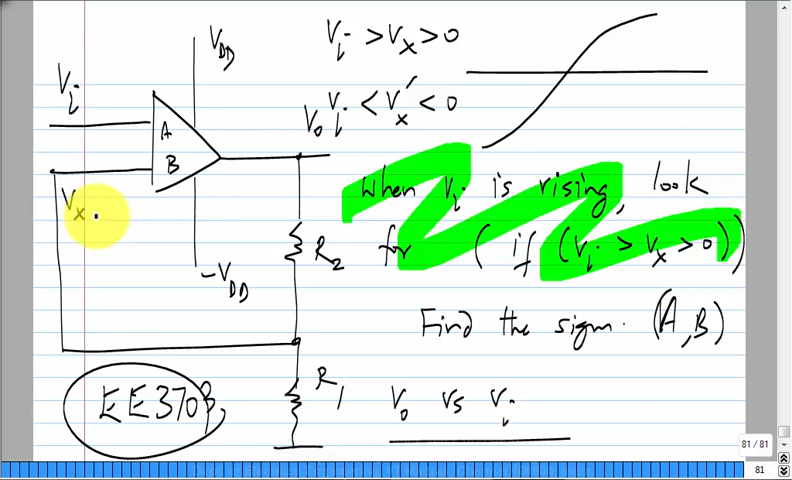 V_DD
V_i > V_x > 0
V_i
A
B
V_o
V_i < V_x' < 0
When V_i is rising, look
for ( if (V_i > V_x > 0))
V_x
R_2
-V_DD
Find the sign. (A, B)
R_1
EE370
V_o vs V_i
81 / 81
81